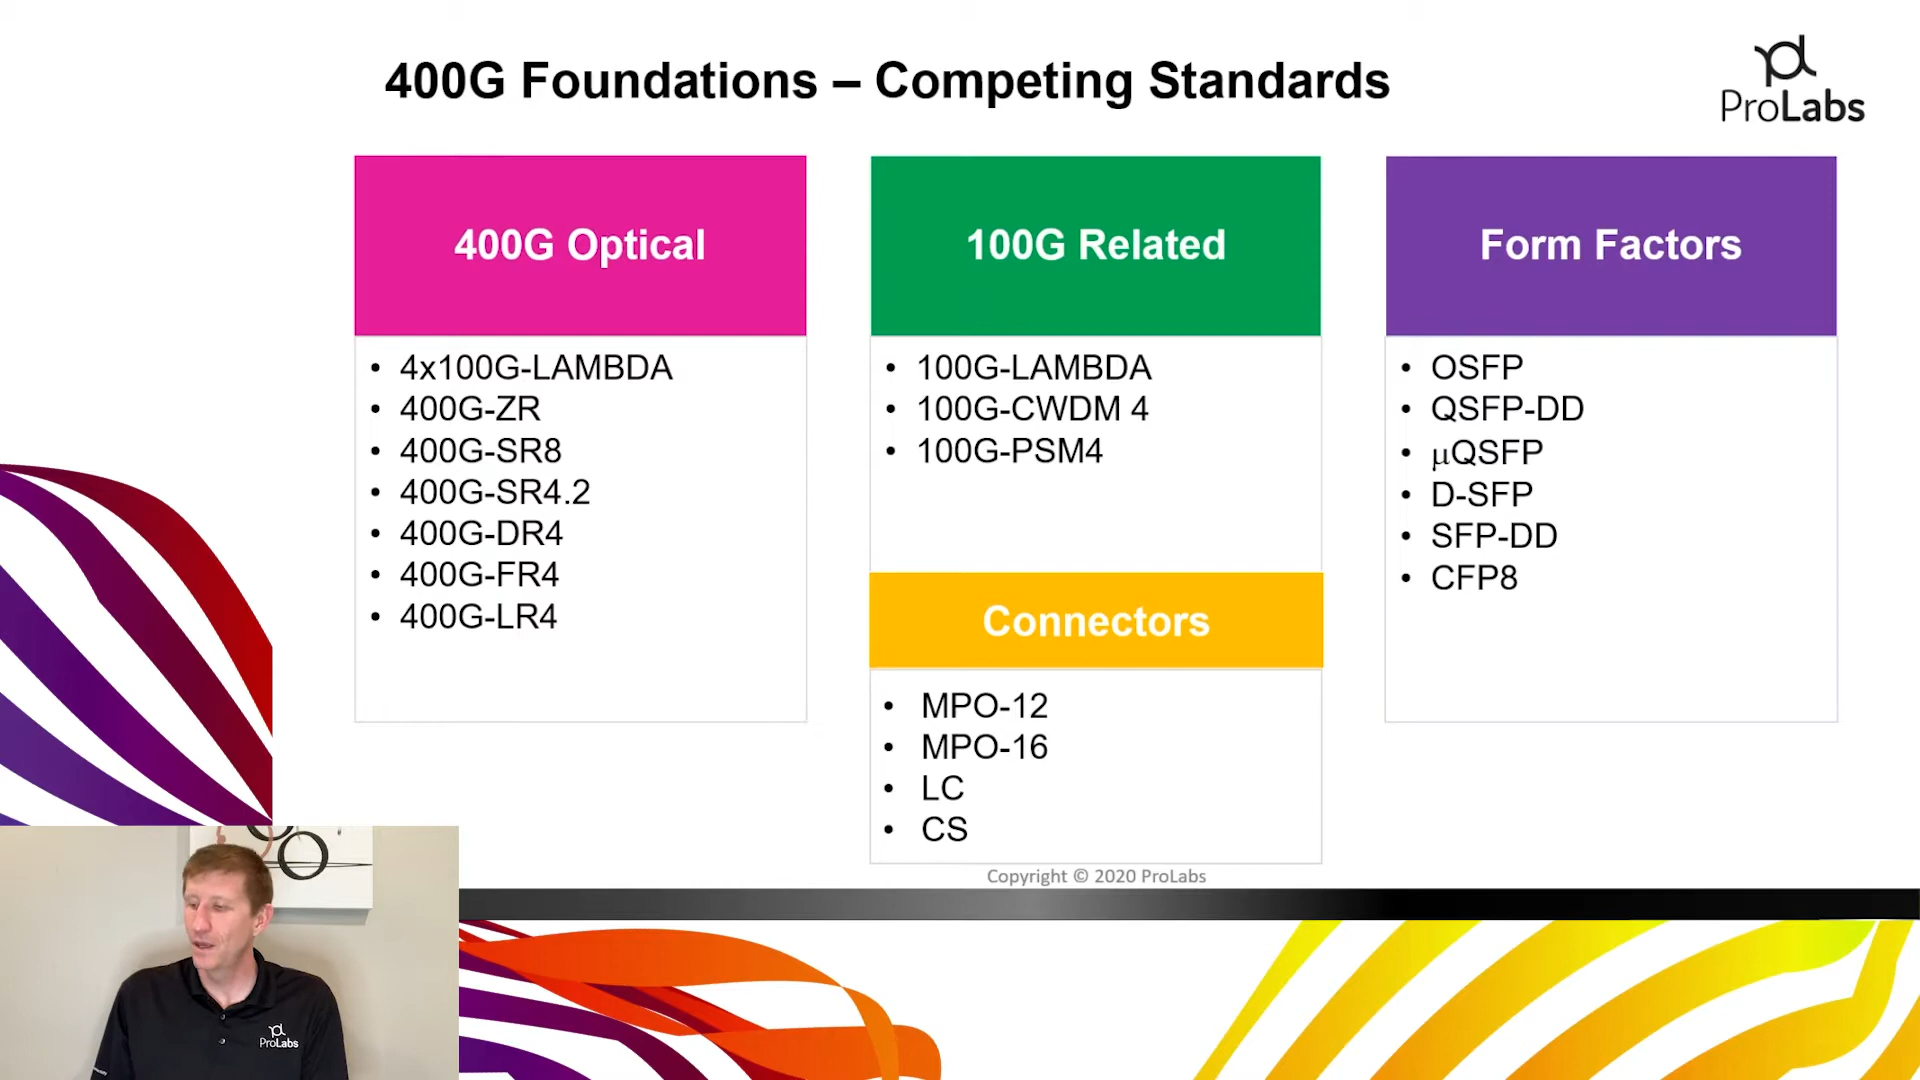 400G Foundations – Competing Standards
ProLabs
400G Optical
• 4x100G-LAMBDA
• 400G-ZR
• 400G-SR8
• 400G-SR4.2
• 400G-DR4
• 400G-FR4
• 400G-LR4
100G Related
• 100G-LAMBDA
• 100G-CWDM 4
• 100G-PSM4
Connectors
• MPO-12
• MPO-16
• LC
• CS
Form Factors
• OSFP
• QSFP-DD
• μQSFP
• D-SFP
• SFP-DD
• CFP8
Copyright © 2020 ProLabs
ProLabs